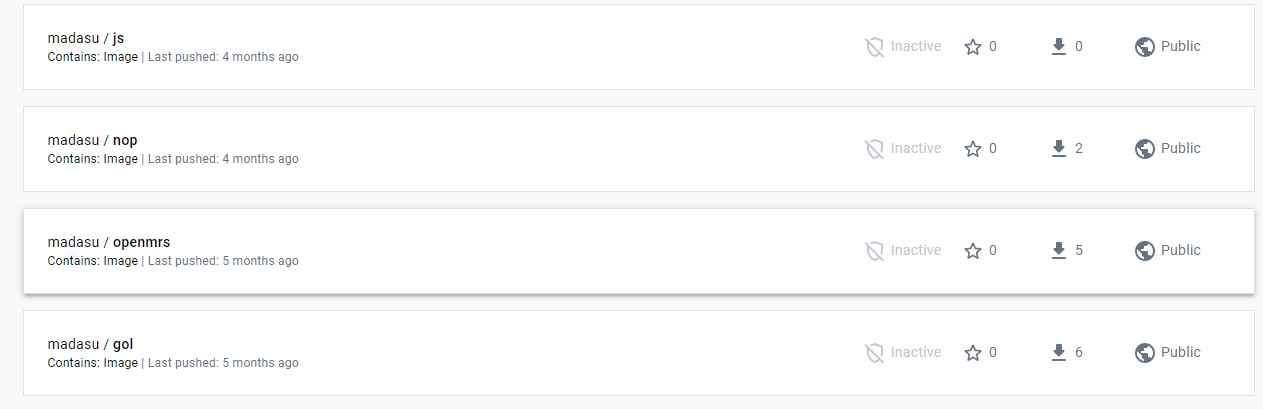 madasu / js
Contains: Image | Last pushed: 4 months ago
Inactive 0 0 Public
madasu / nop
Contains: Image | Last pushed: 4 months ago
Inactive 0 2 Public
madasu / openmrs
Contains: Image | Last pushed: 5 months ago
Inactive 0 5 Public
madasu / gol
Contains: Image | Last pushed: 5 months ago
Inactive 0 6 Public